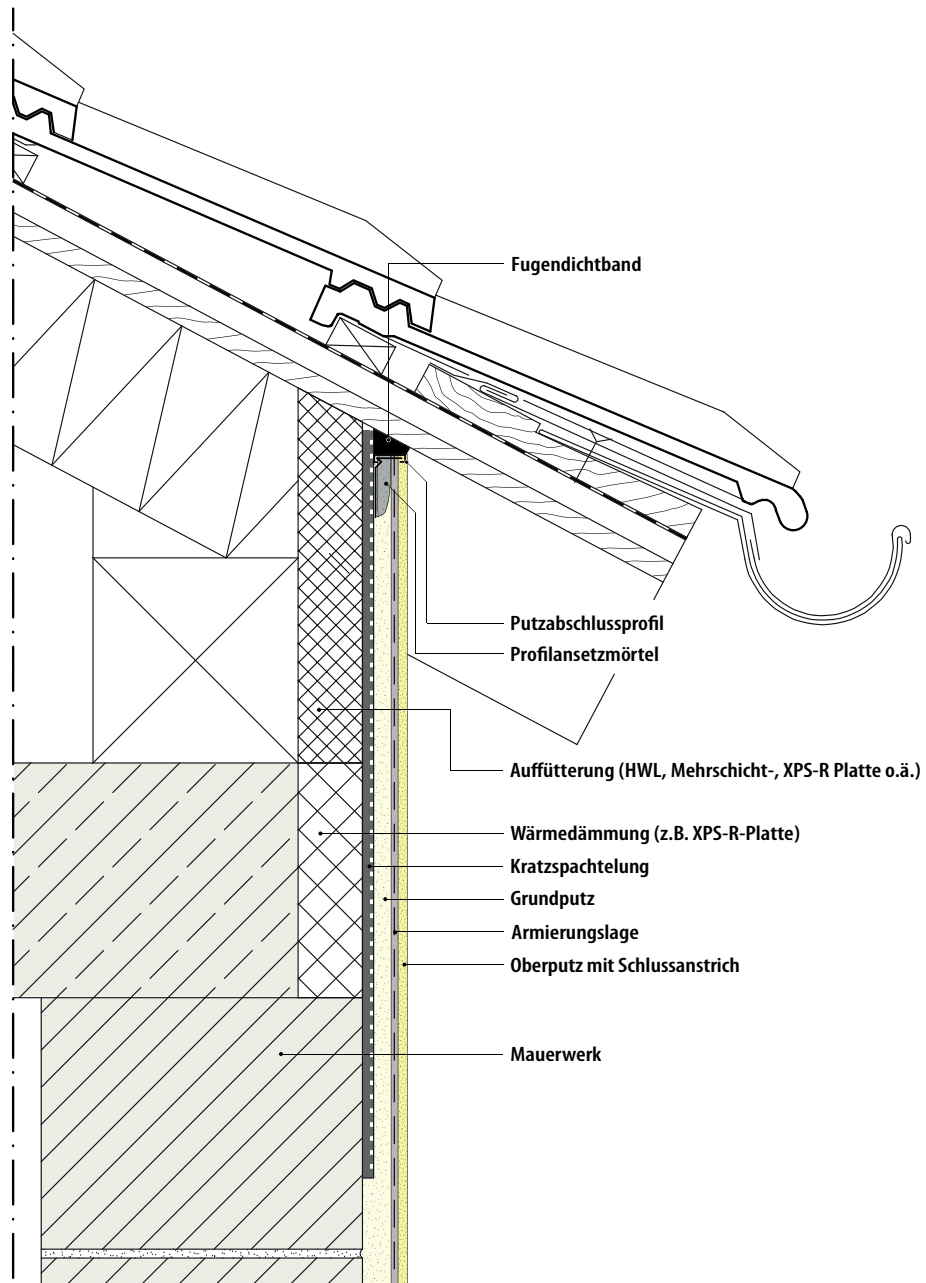 Fugendichtband
Putzabschlussprofil
Profilansetzmörtel
Auffütterung (HWL, Mehrschicht-, XPS-R Platte o.ä.)
Wärmedämmung (z.B. XPS-R-Platte)
Kratzspachtelung
Grundputz
Armierungslage
Oberputz mit Schlussanstrich
Mauerwerk